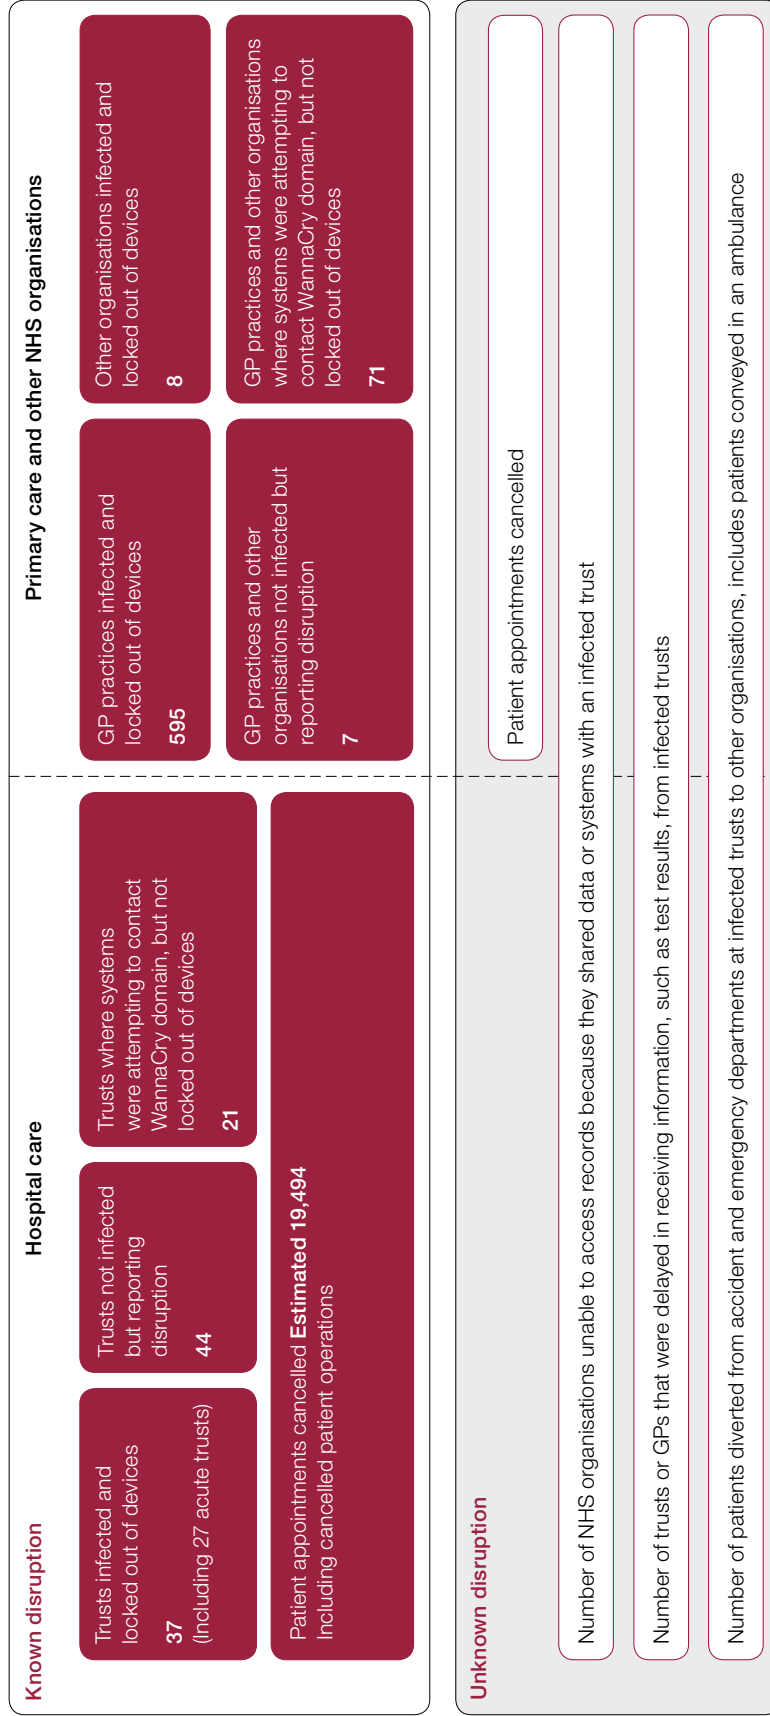 Known disruption
Hospital care
Primary care and other NHS organisations
Trusts infected and
locked out of devices
37
(Including 27 acute trusts)
Trusts not infected
but reporting
disruption
44
Trusts where systems
were attempting to contact
WannaCry domain, but not
locked out of devices
21
GP practices infected and
locked out of devices
595
Other organisations infected and
locked out of devices
8
Patient appointments cancelled Estimated 19,494
Including cancelled patient operations
GP practices and other
organisations not infected but
reporting disruption
7
GP practices and other organisations
where systems were attempting to
contact WannaCry domain, but not
locked out of devices
71
Unknown disruption
Patient appointments cancelled
Number of NHS organisations unable to access records because they shared data or systems with an infected trust
Number of trusts or GPs that were delayed in receiving information, such as test results, from infected trusts
Number of patients diverted from accident and emergency departments at infected trusts to other organisations, includes patients conveyed in an ambulance